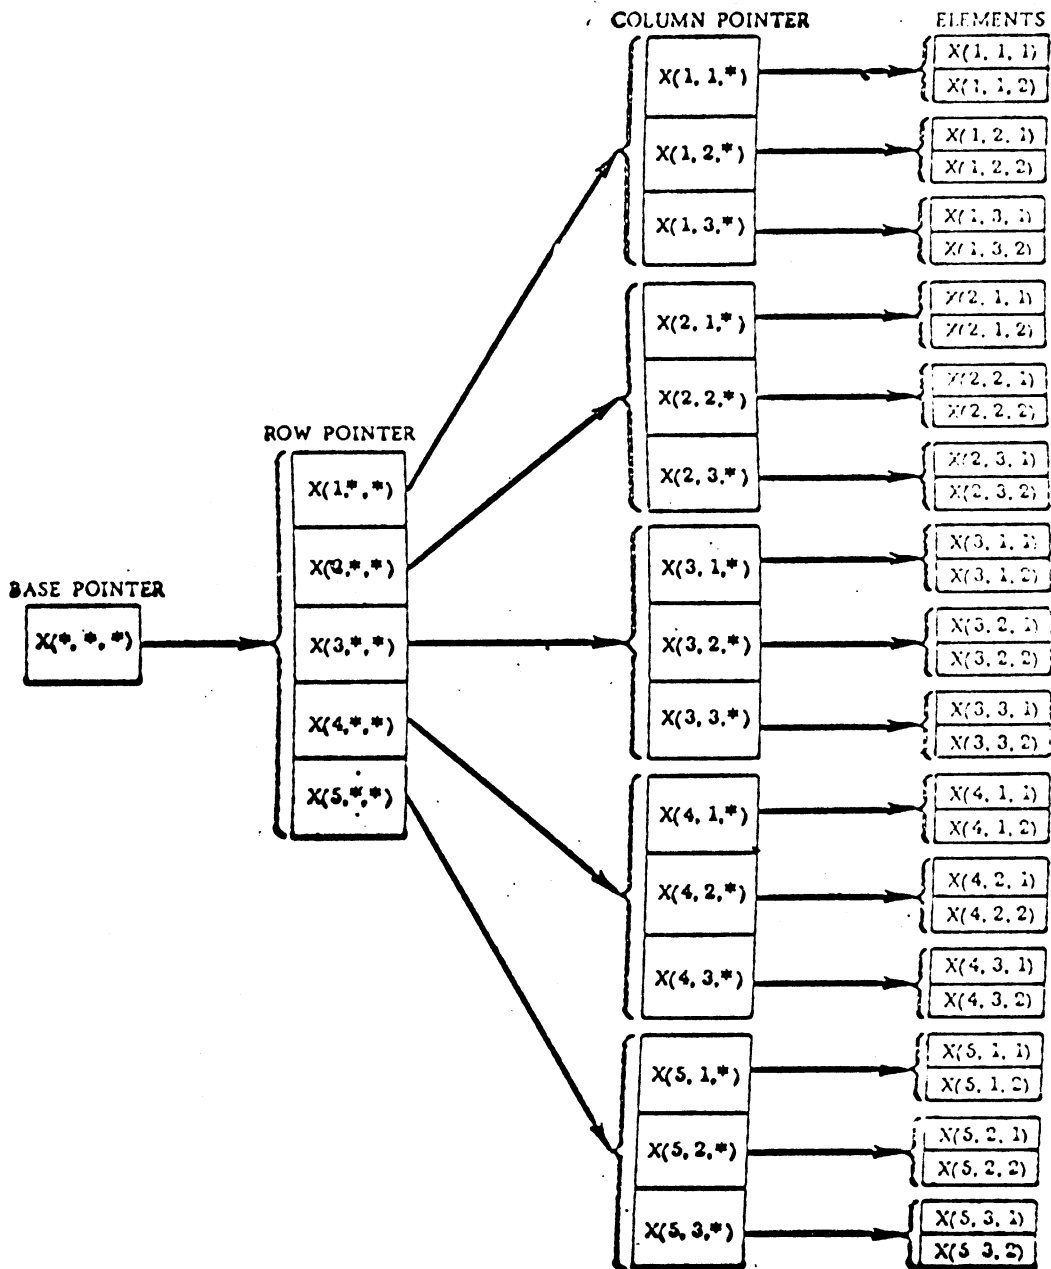 COLUMN POINTER
ELEMENTS
X(1, 1,*)
X(1, 2,*)
X(1, 3,*)
X(1, 1, 1)
X(1, 1, 2)
X(1, 2, 1)
X(1, 2, 2)
X(1, 3, 1)
X(1, 3, 2)
X(2, 1,*)
X(2, 2,*)
X(2, 3,*)
X(2, 1, 1)
X(2, 1, 2)
X(2, 2, 1)
X(2, 2, 2)
X(2, 3, 1)
X(2, 3, 2)
ROW POINTER
X(1,*,*)
X(2,*,*)
X(3,*,*)
X(4,*,*)
X(5,*,*)
BASE POINTER
X(*, *, *)
X(3, 1,*)
X(3, 2,*)
X(3, 3,*)
X(3, 1, 1)
X(3, 1, 2)
X(3, 2, 1)
X(3, 2, 2)
X(3, 3, 1)
X(3, 3, 2)
X(4, 1,*)
X(4, 2,*)
X(4, 3,*)
X(4, 1, 1)
X(4, 1, 2)
X(4, 2, 1)
X(4, 2, 2)
X(4, 3, 1)
X(4, 3, 2)
X(5, 1,*)
X(5, 2,*)
X(5, 3,*)
X(5, 1, 1)
X(5, 1, 2)
X(5, 2, 1)
X(5, 2, 2)
X(5, 3, 1)
X(5 3, 2)